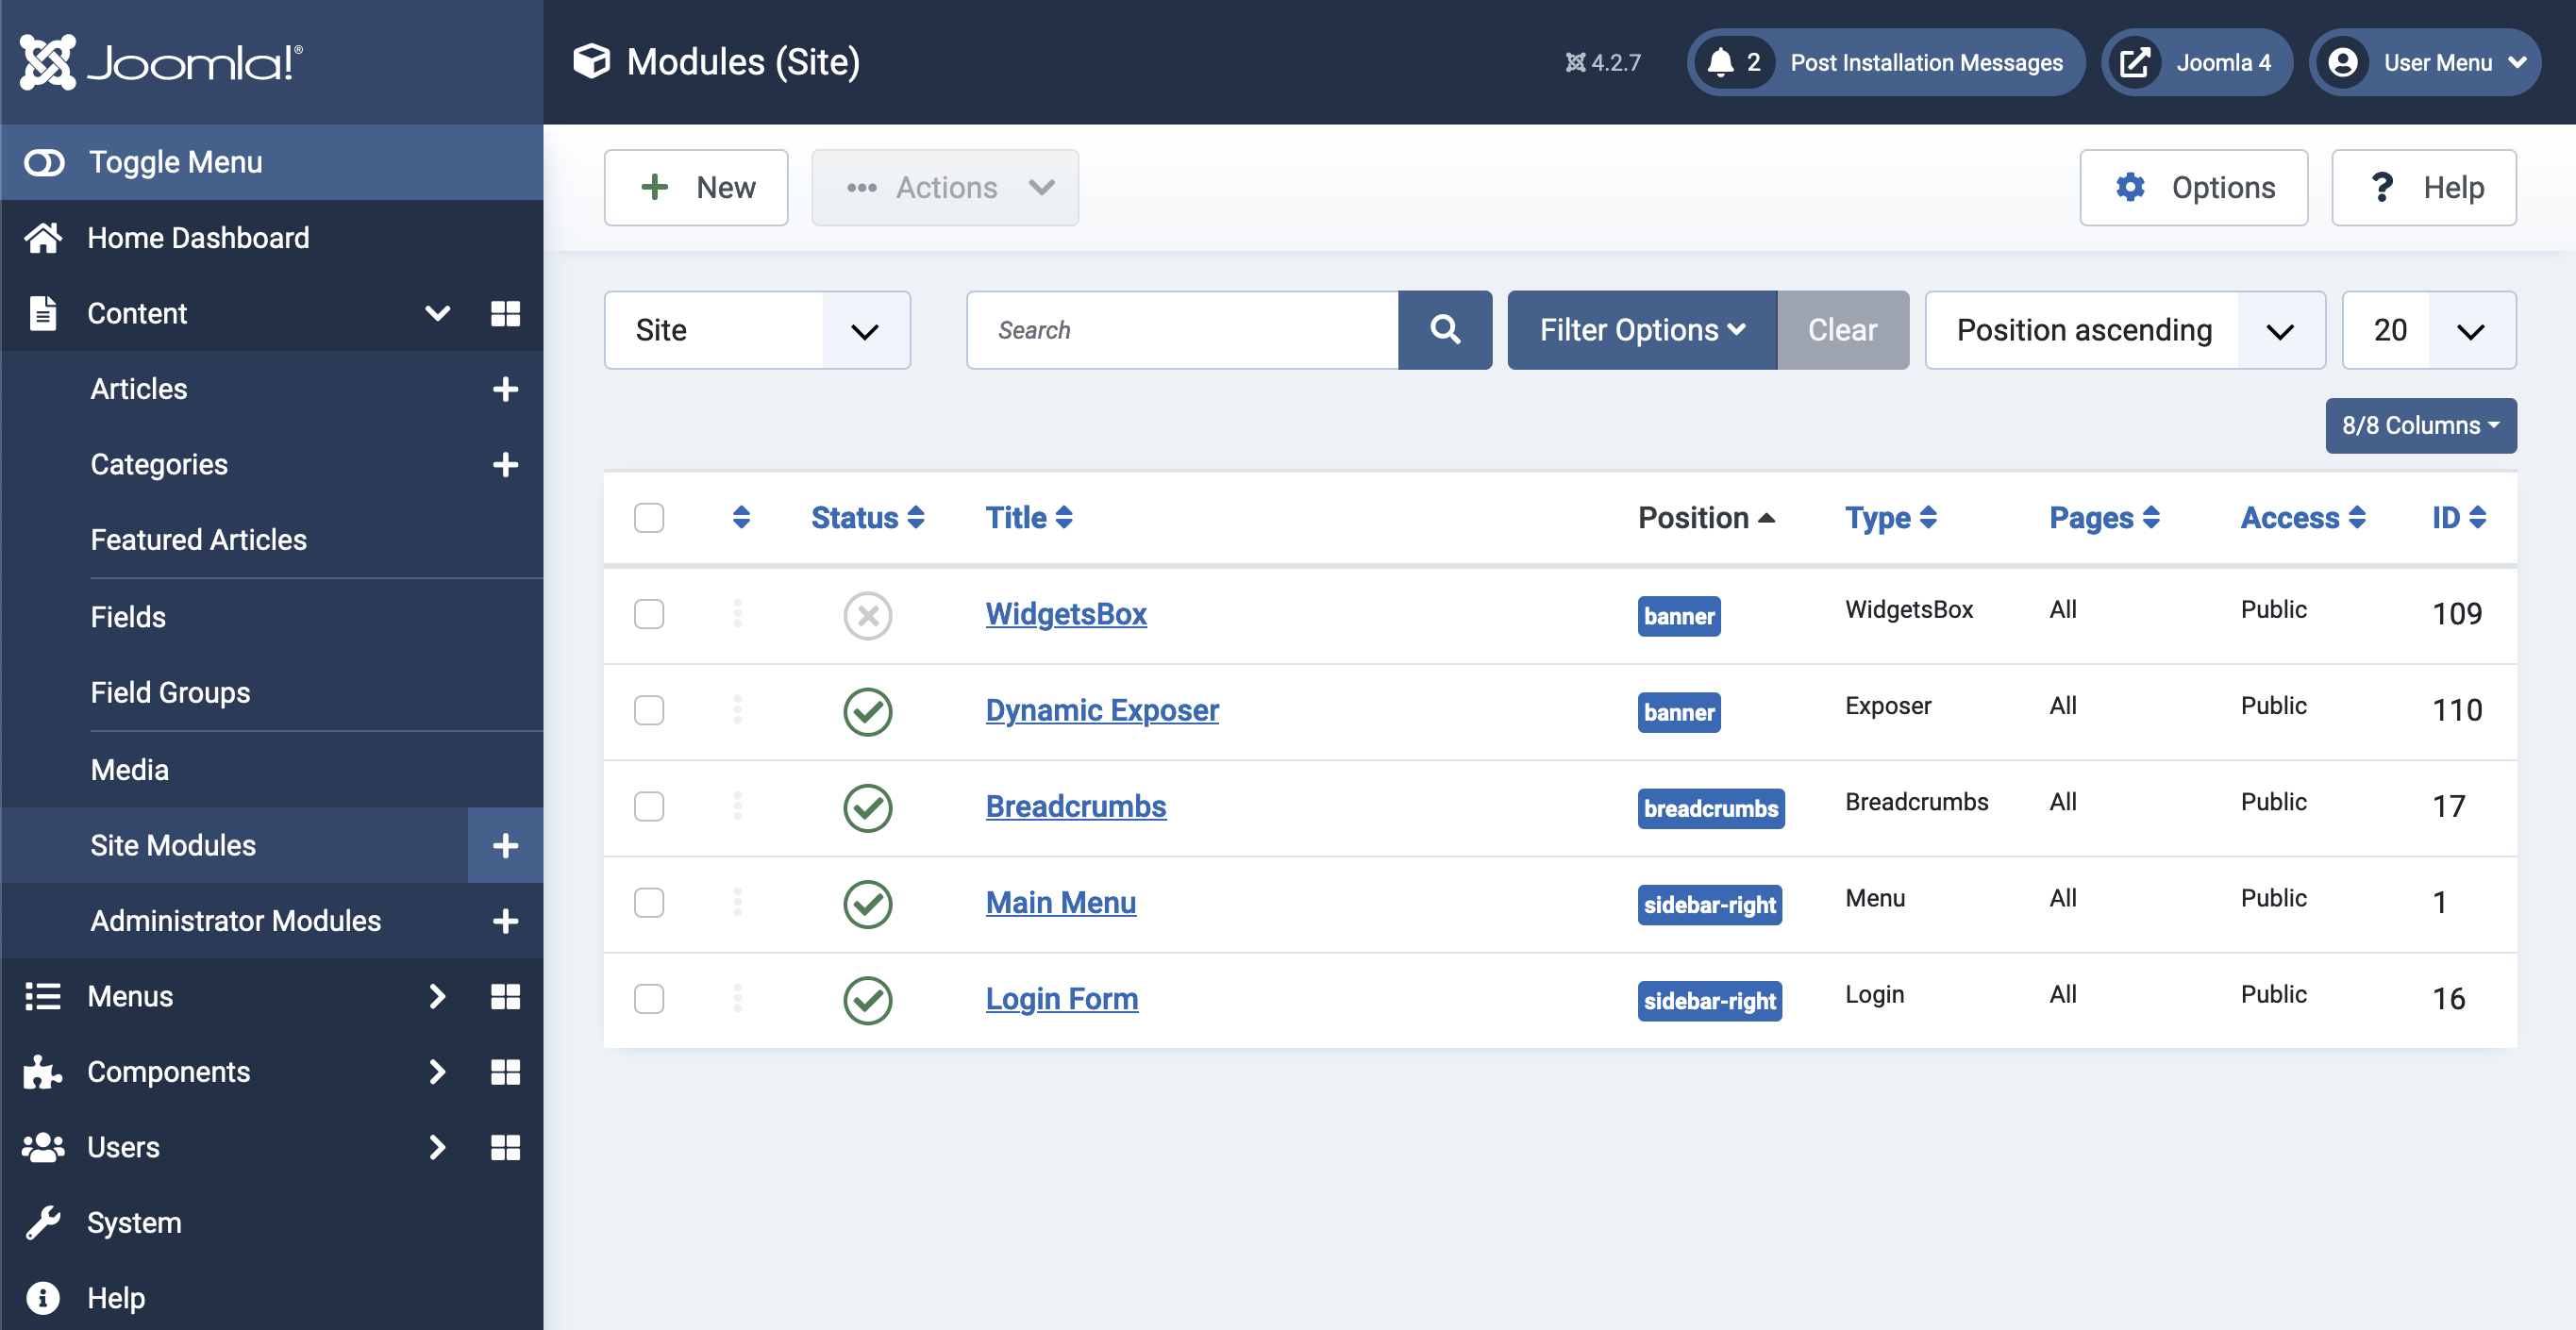 Joomla!®
Modules (Site)
4.2.7
2
Post Installation Messages
Joomla 4
User Menu
Toggle Menu
Home Dashboard
Content
Articles
Categories
Featured Articles
Fields
Field Groups
Media
Site Modules
Administrator Modules
Menus
Components
Users
System
Help
New
Actions
Options
Help
Site
Search
Filter Options
Clear
Position ascending
20
8/8 Columns
Status Title Position Type Pages Access ID
WidgetsBox banner WidgetsBox All Public 109
Dynamic Exposer banner Exposer All Public 110
Breadcrumbs breadcrumbs Breadcrumbs All Public 17
Main Menu sidebar-right Menu All Public 1
Login Form sidebar-right Login All Public 16